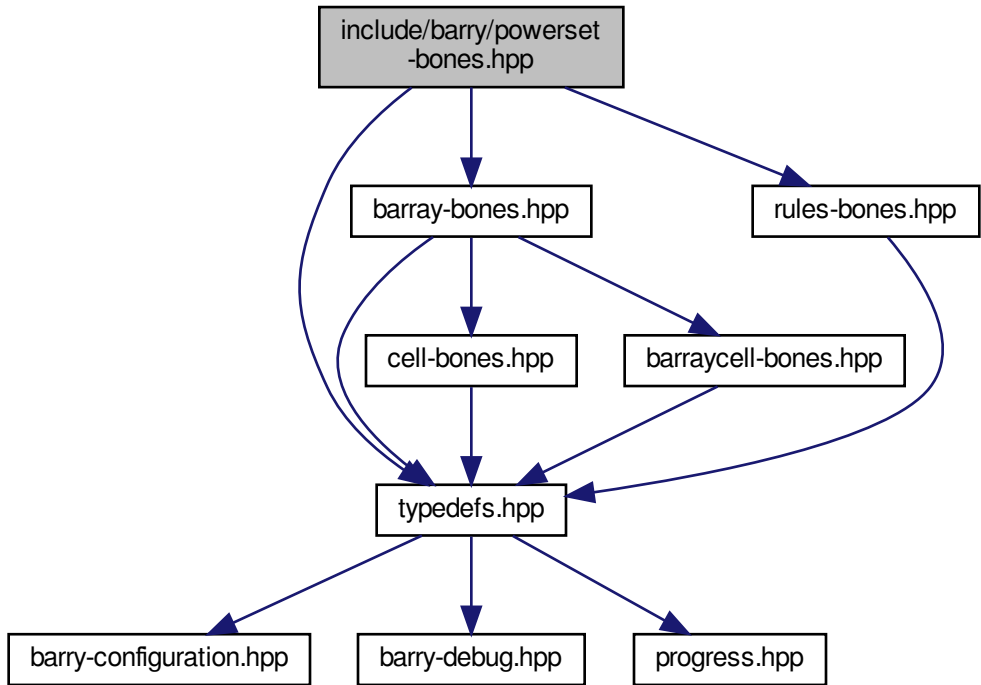 include/barry/powerset
-bones.hpp
barray-bones.hpp
rules-bones.hpp
cell-bones.hpp
barraycell-bones.hpp
typedefs.hpp
barry-configuration.hpp
barry-debug.hpp
progress.hpp